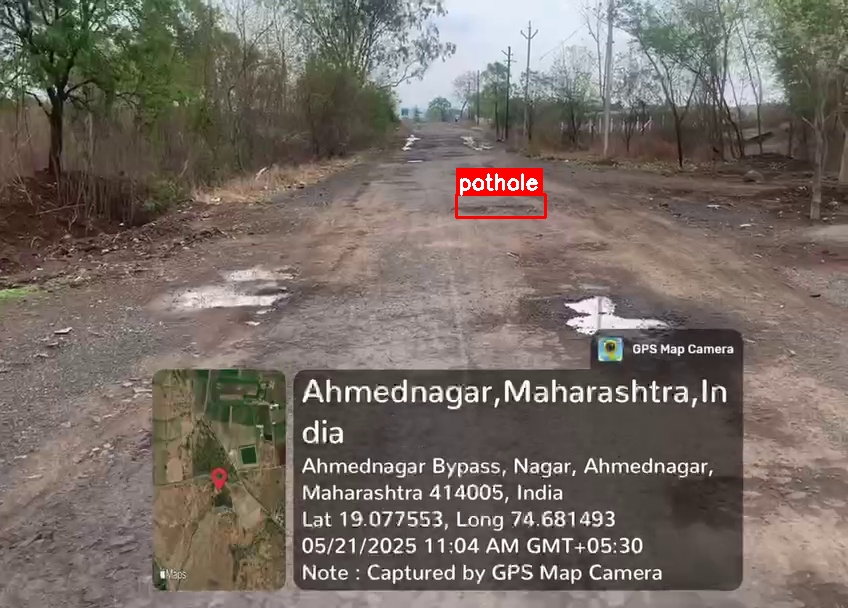 pothole
GPS Map Camera
Ahmednagar,Maharashtra,In
dia
Ahmednagar Bypass, Nagar, Ahmednagar,
Maharashtra 414005, India
Lat 19.077553, Long 74.681493
05/21/2025 11:04 AM GMT+05:30
Note : Captured by GPS Map Camera
Maps